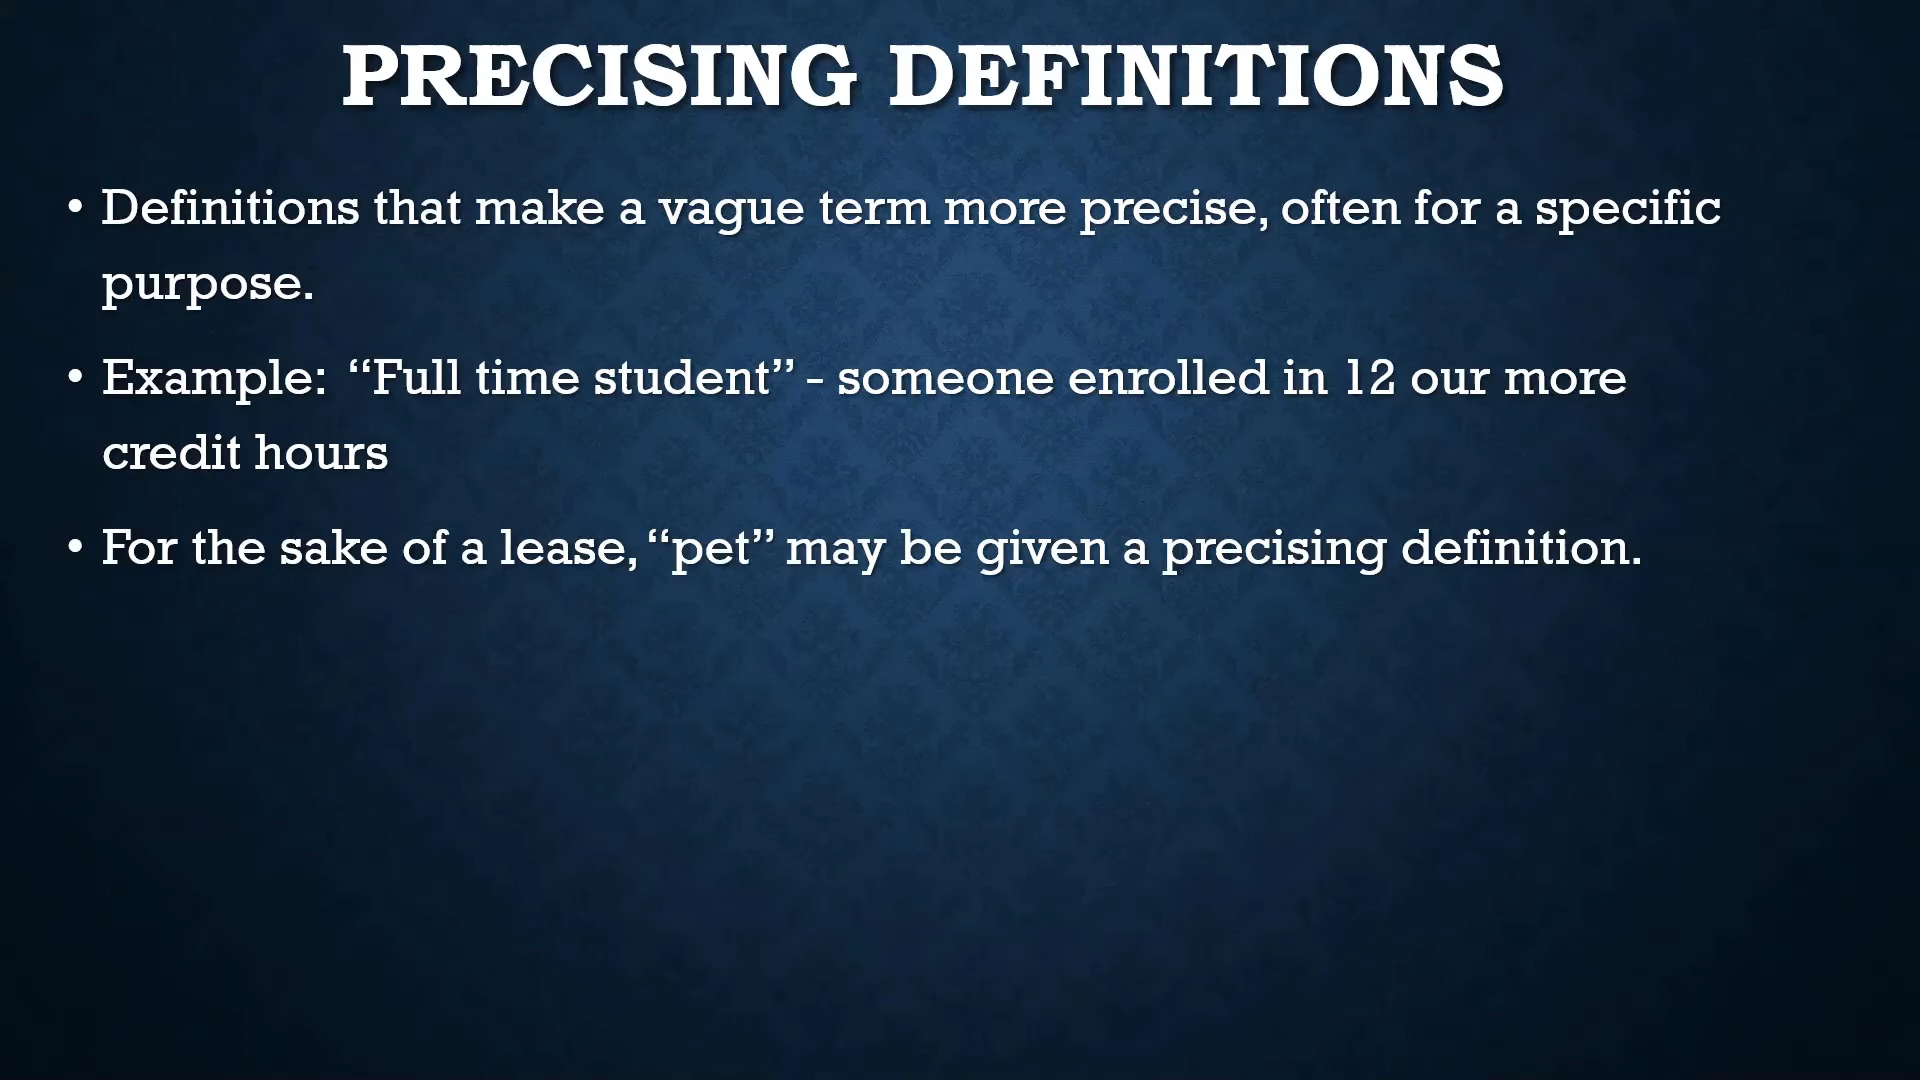 PRECISING DEFINITIONS
• Definitions that make a vague term more precise, often for a specific
purpose.
• Example:  “Full time student” - someone enrolled in 12 our more
credit hours
• For the sake of a lease, “pet” may be given a precising definition.